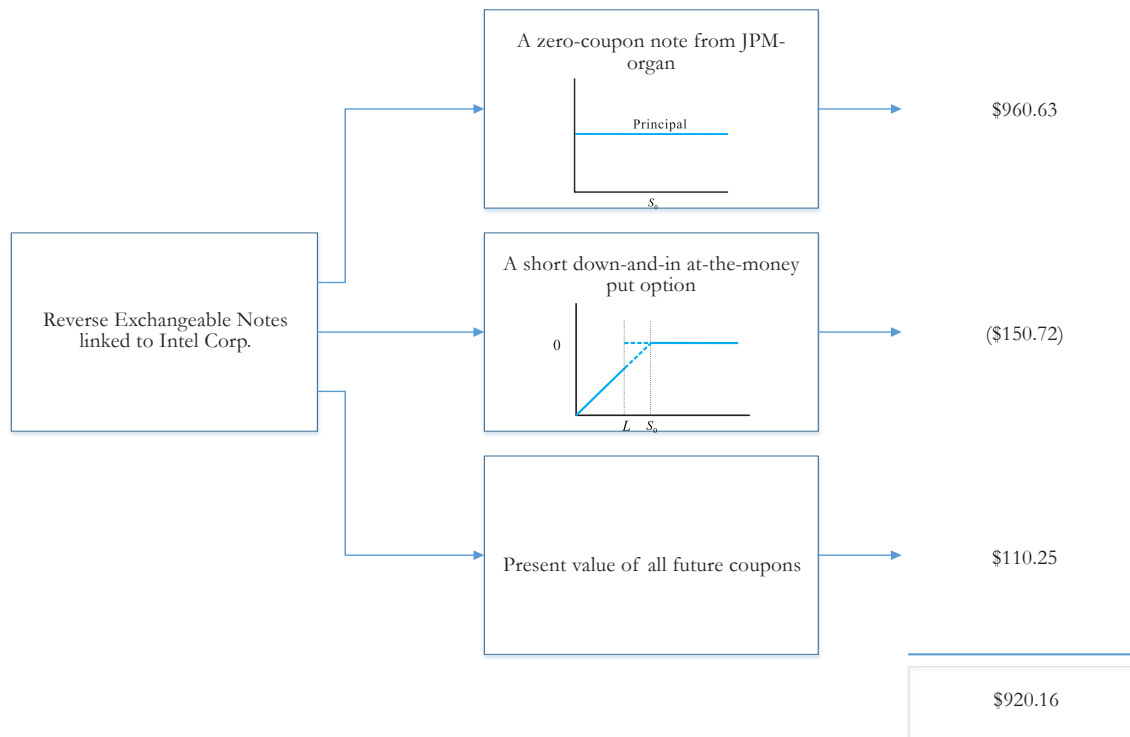 A zero-coupon note from JPM-
organ
Principal
S₀
$960.63
Reverse Exchangeable Notes
linked to Intel Corp.
A short down-and-in at-the-money
put option
0
L S₀
($150.72)
Present value of all future coupons
$110.25
$920.16